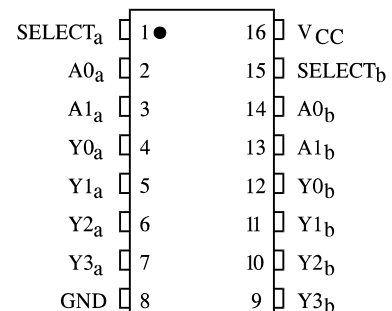 SELECTa 1 16 VCC
A0a 2 15 SELECTb
A1a 3 14 A0b
Y0a 4 13 A1b
Y1a 5 12 Y0b
Y2a 6 11 Y1b
Y3a 7 10 Y2b
GND 8 9 Y3b